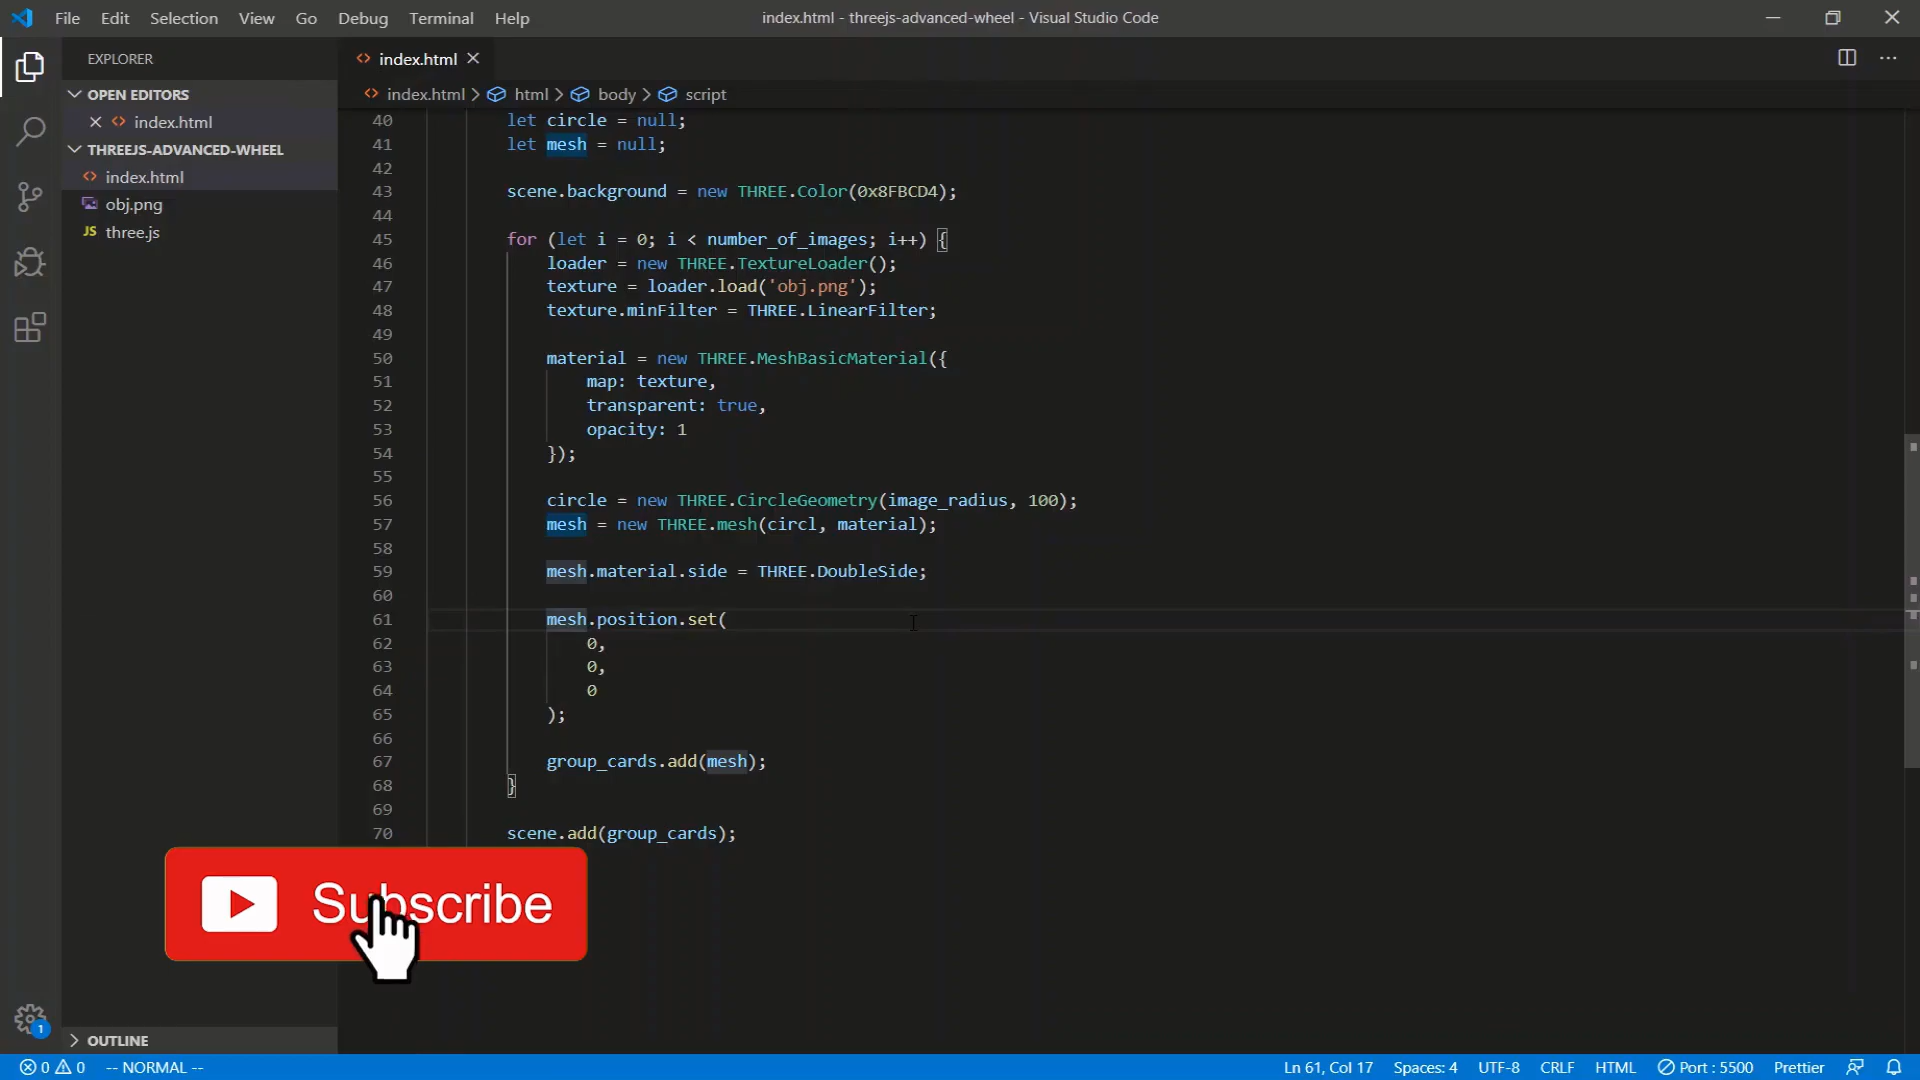 File Edit Selection View Go Debug Terminal Help
index.html - threejs-advanced-wheel - Visual Studio Code
EXPLORER
OPEN EDITORS
index.html
THREEJS-ADVANCED-WHEEL
index.html
obj.png
JS three.js
OUTLINE
index.html
index.html > html > body > script
40 let circle = null;
41 let mesh = null;
42
43 scene.background = new THREE.Color(0x8FBCD4);
44
45 for (let i = 0; i < number_of_images; i++) {
46 loader = new THREE.TextureLoader();
47 texture = loader.load('obj.png');
48 texture.minFilter = THREE.LinearFilter;
49
50 material = new THREE.MeshBasicMaterial({
51 map: texture,
52 transparent: true,
53 opacity: 1
54 });
55
56 circle = new THREE.CircleGeometry(image_radius, 100);
57 mesh = new THREE.mesh(circl, material);
58
59 mesh.material.side = THREE.DoubleSide;
60
61 mesh.position.set(
62 0,
63 0,
64 0
65 );
66
67 group_cards.add(mesh);
68 }
69
70 scene.add(group_cards);
Subscribe
1
0 0 -- NORMAL --
Ln 61, Col 17 Spaces: 4 UTF-8 CRLF HTML Port : 5500 Prettier